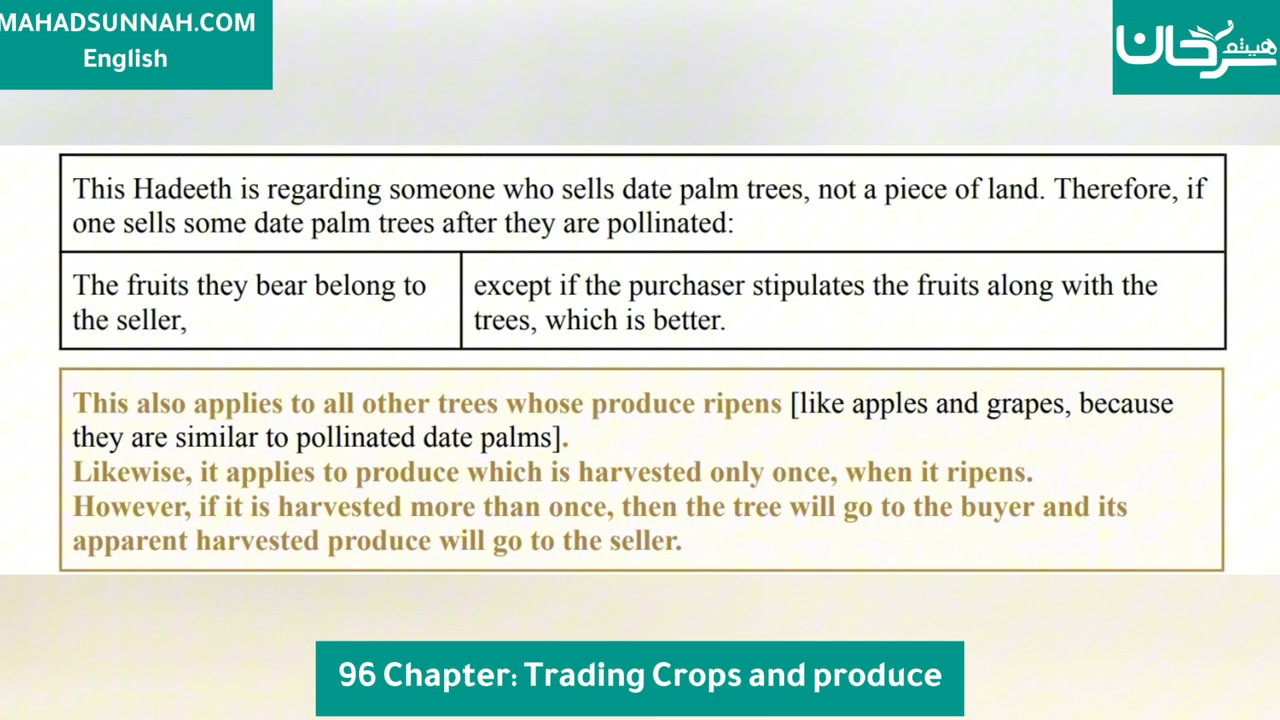 MAHADSUNNAH.COM
English
هيثم
سرحان
This Hadeeth is regarding someone who sells date palm trees, not a piece of land. Therefore, if
one sells some date palm trees after they are pollinated:
The fruits they bear belong to
the seller,
except if the purchaser stipulates the fruits along with the
trees, which is better.
This also applies to all other trees whose produce ripens [like apples and grapes, because
they are similar to pollinated date palms].
Likewise, it applies to produce which is harvested only once, when it ripens.
However, if it is harvested more than once, then the tree will go to the buyer and its
apparent harvested produce will go to the seller.
96 Chapter: Trading Crops and produce